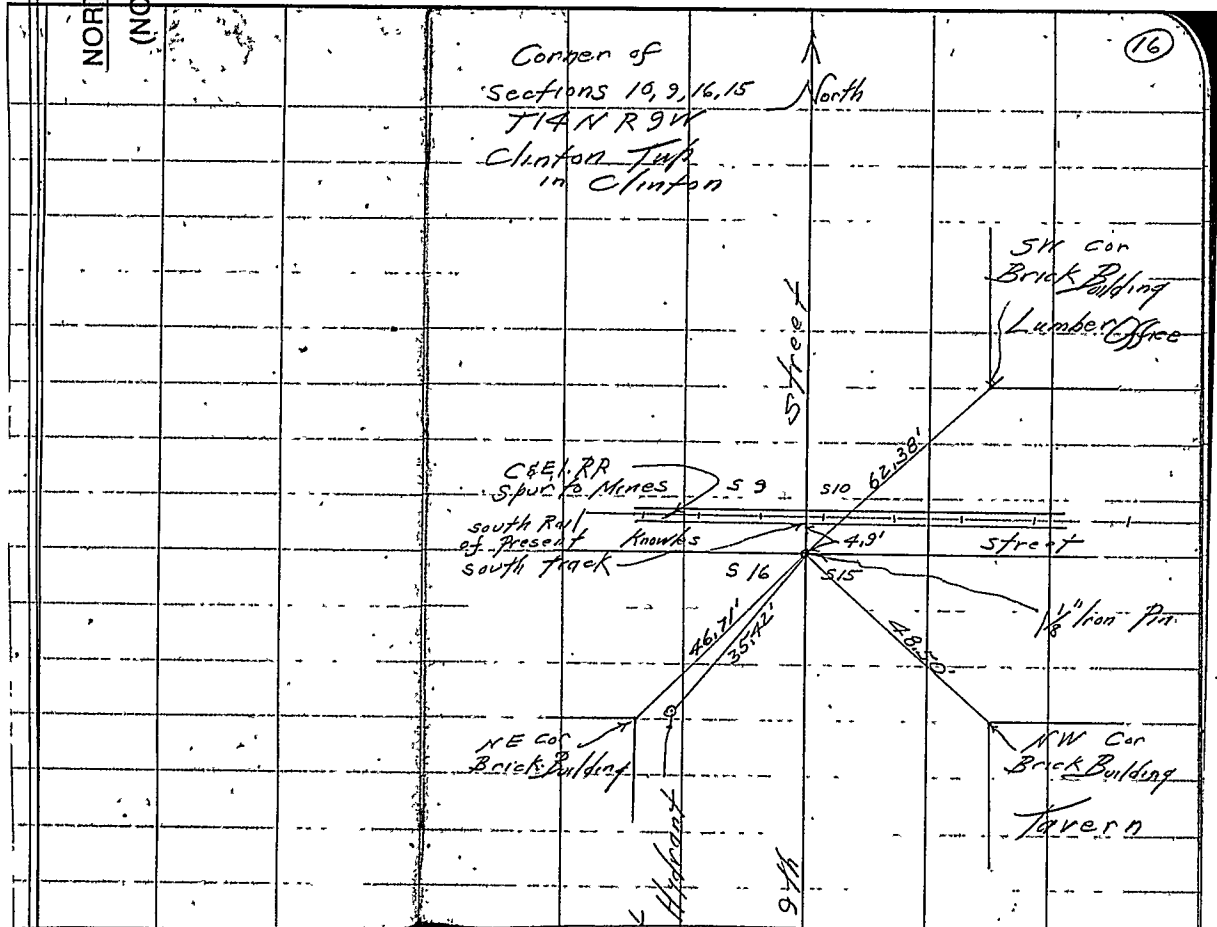 NORT
(NO
16
Corner of
Sections 10, 9, 16, 15
T14N R9W
Clinton Twp
in Clinton
North
SW Cor
Brick Building
Lumber Office
Street
62.38'
C&E.I. RR
Spur to Mines
S 9
S10
south Rail
of Present
south track
Knowles
4.9'
Street
S 16
S15
1 1/8" Iron Pin
46.71'
35.42'
48.50'
NE Cor
Brick Building
NW Cor
Brick Building
Tavern
Hydrant
9th